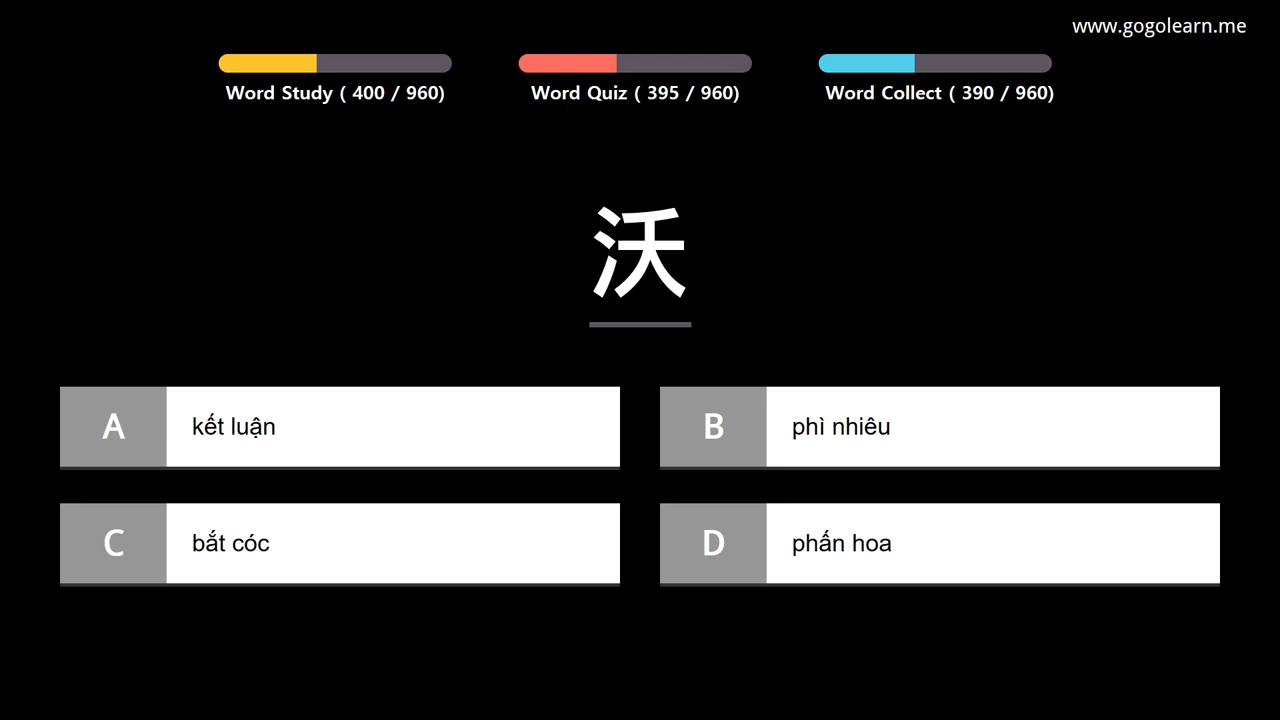 www.gogolearn.me
Word Study ( 400 / 960)
Word Quiz ( 395 / 960)
Word Collect ( 390 / 960)
沃
A kết luận
B phì nhiêu
C bắt cóc
D phấn hoa